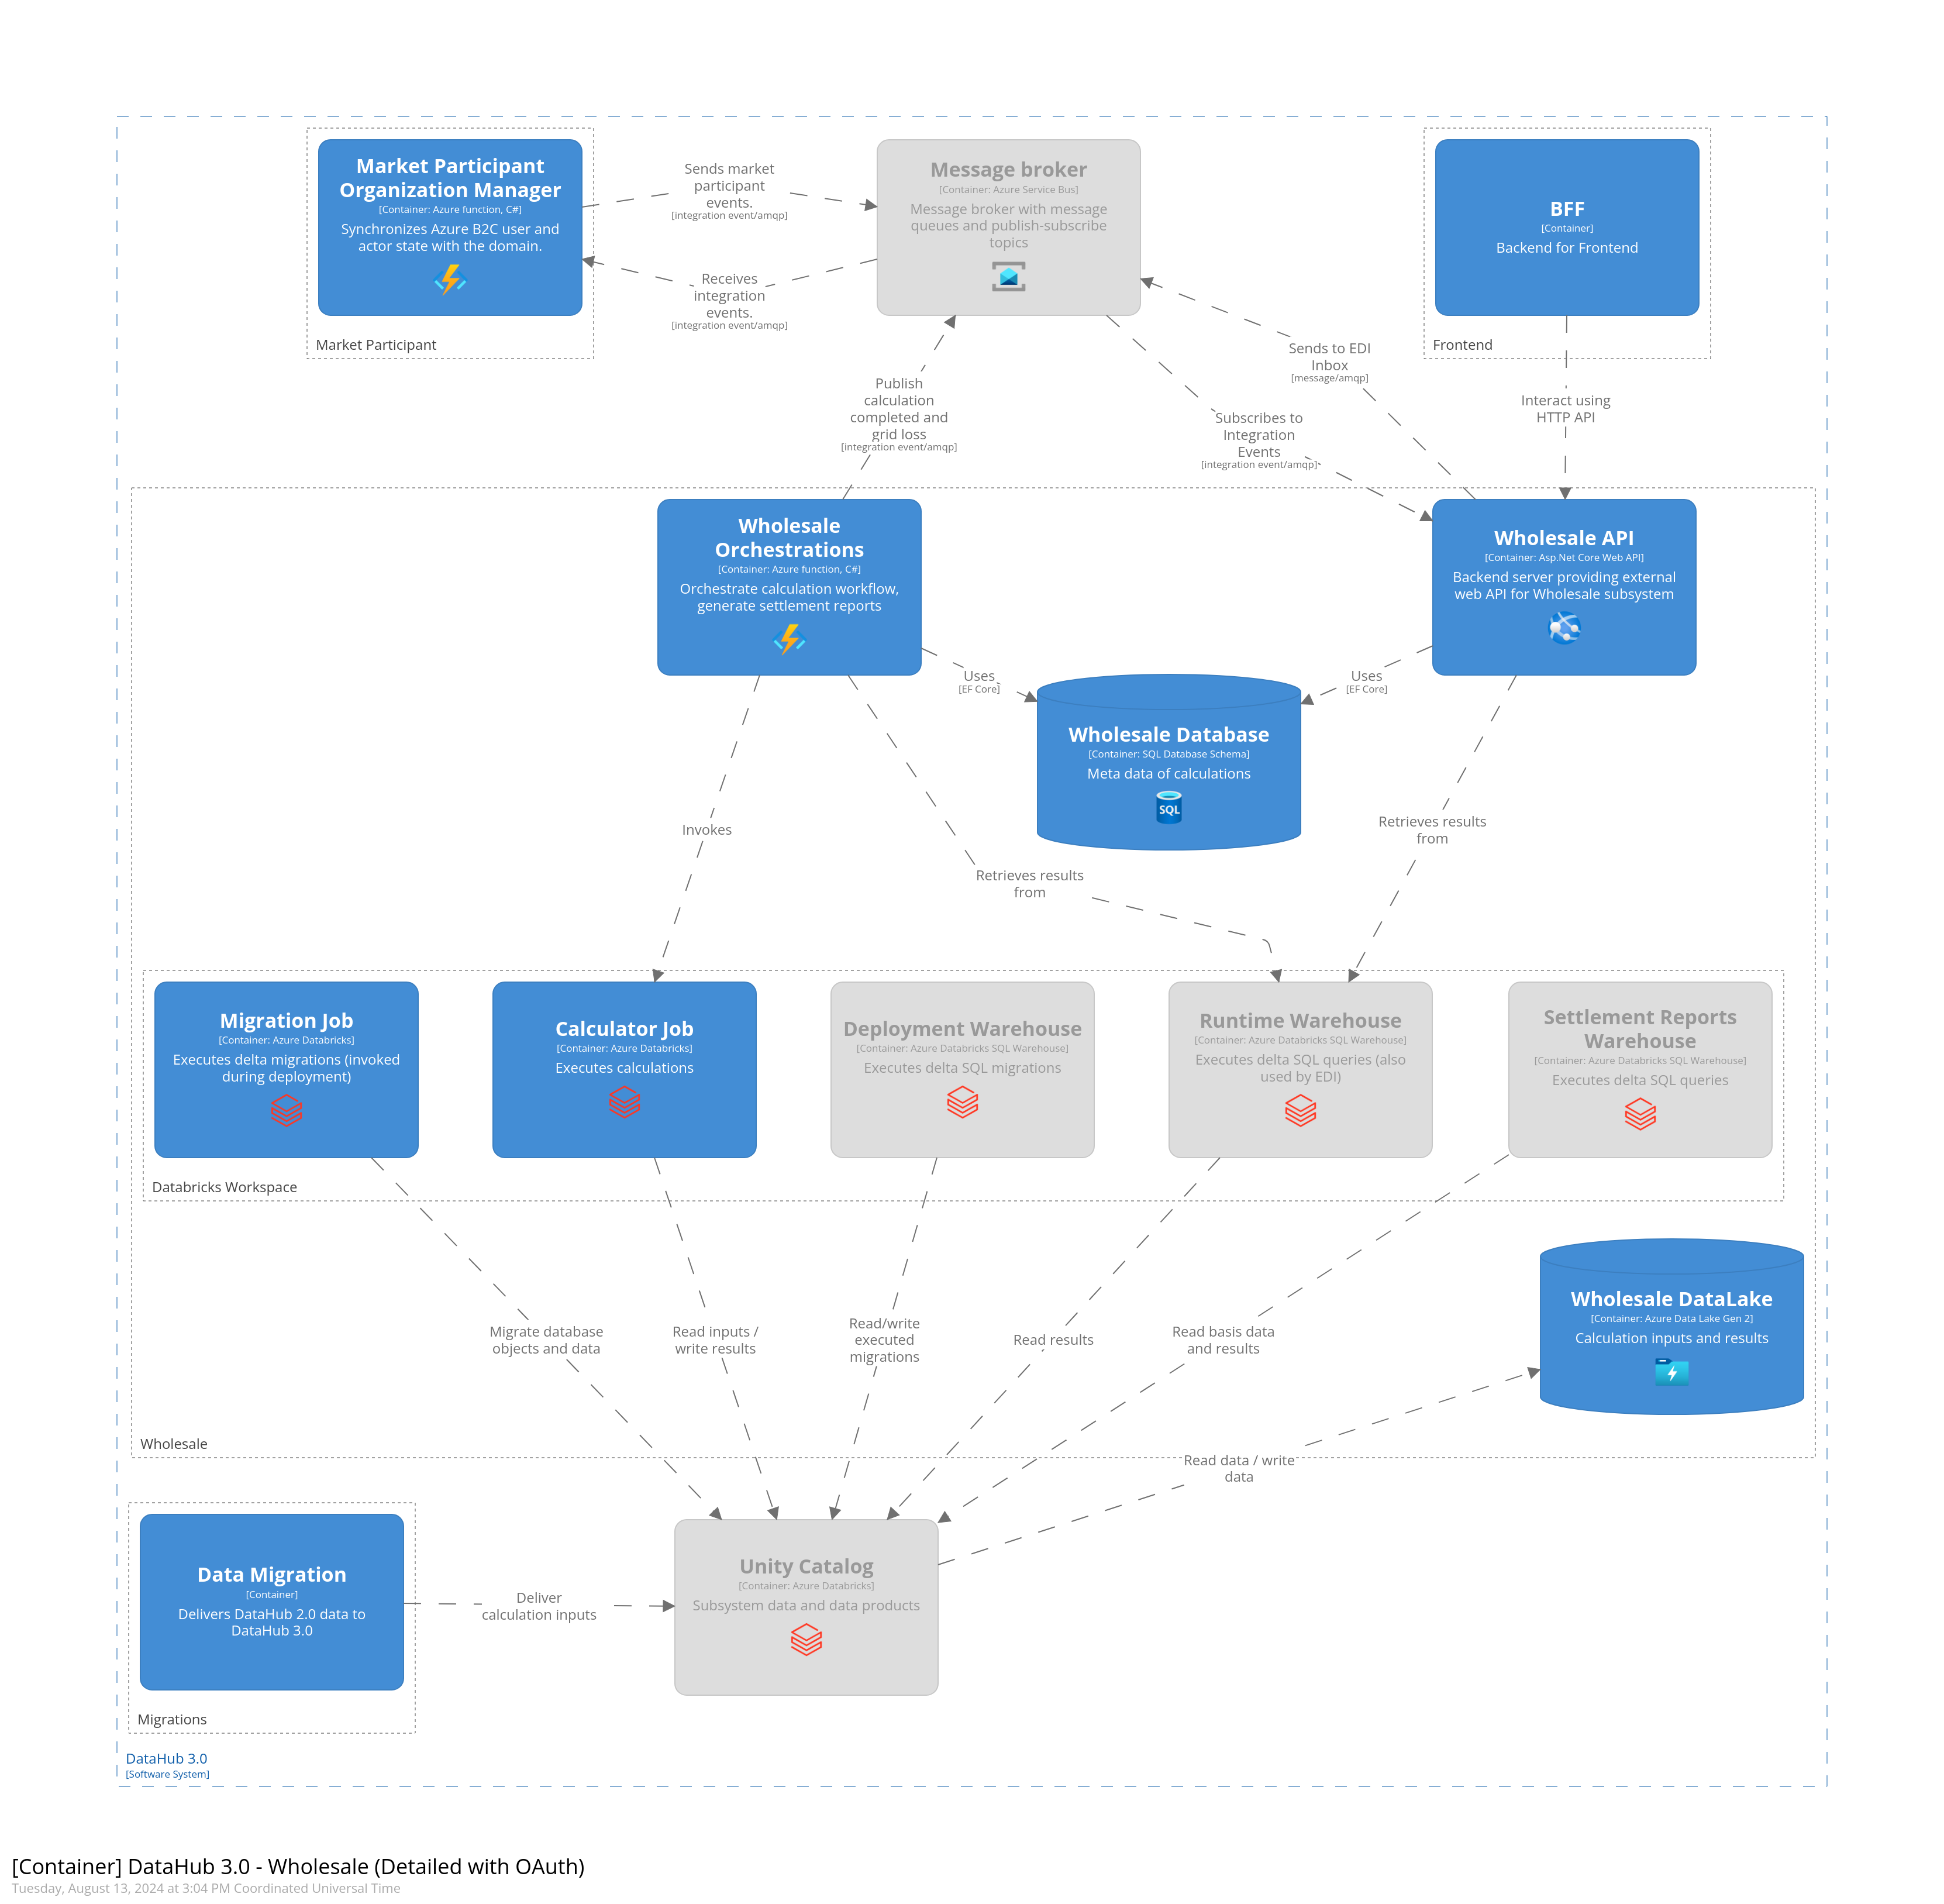 Market Participant
Organization Manager
[Container: Azure function, C#]
Synchronizes Azure B2C user and
actor state with the domain.
Market Participant
Sends market
participant
events.
[integration event/amqp]
Receives
integration
events.
[integration event/amqp]
Message broker
[Container: Azure Service Bus]
Message broker with message
queues and publish-subscribe
topics
BFF
[Container]
Backend for Frontend
Frontend
Publish
calculation
completed and
grid loss
[integration event/amqp]
Subscribes to
Integration
Events
[integration event/amqp]
Sends to EDI
Inbox
[message/amqp]
Interact using
HTTP API
Wholesale
Orchestrations
[Container: Azure function, C#]
Orchestrate calculation workflow,
generate settlement reports
Wholesale API
[Container: Asp.Net Core Web API]
Backend server providing external
web API for Wholesale subsystem
Uses
[EF Core]
Uses
[EF Core]
Wholesale Database
[Container: SQL Database Schema]
Meta data of calculations
SQL
Invokes
Retrieves results
from
Retrieves results
from
Migration Job
[Container: Azure Databricks]
Executes delta migrations (invoked
during deployment)
Calculator Job
[Container: Azure Databricks]
Executes calculations
Deployment Warehouse
[Container: Azure Databricks SQL Warehouse]
Executes delta SQL migrations
Runtime Warehouse
[Container: Azure Databricks SQL Warehouse]
Executes delta SQL queries (also
used by EDI)
Settlement Reports
Warehouse
[Container: Azure Databricks SQL Warehouse]
Executes delta SQL queries
Databricks Workspace
Migrate database
objects and data
Read inputs /
write results
Read/write
executed
migrations
Read results
Read basis data
and results
Wholesale DataLake
[Container: Azure Data Lake Gen 2]
Calculation inputs and results
Wholesale
Read data / write
data
Data Migration
[Container]
Delivers DataHub 2.0 data to
DataHub 3.0
Migrations
Deliver
calculation inputs
Unity Catalog
[Container: Azure Databricks]
Subsystem data and data products
DataHub 3.0
[Software System]
[Container] DataHub 3.0 - Wholesale (Detailed with OAuth)
Tuesday, August 13, 2024 at 3:04 PM Coordinated Universal Time